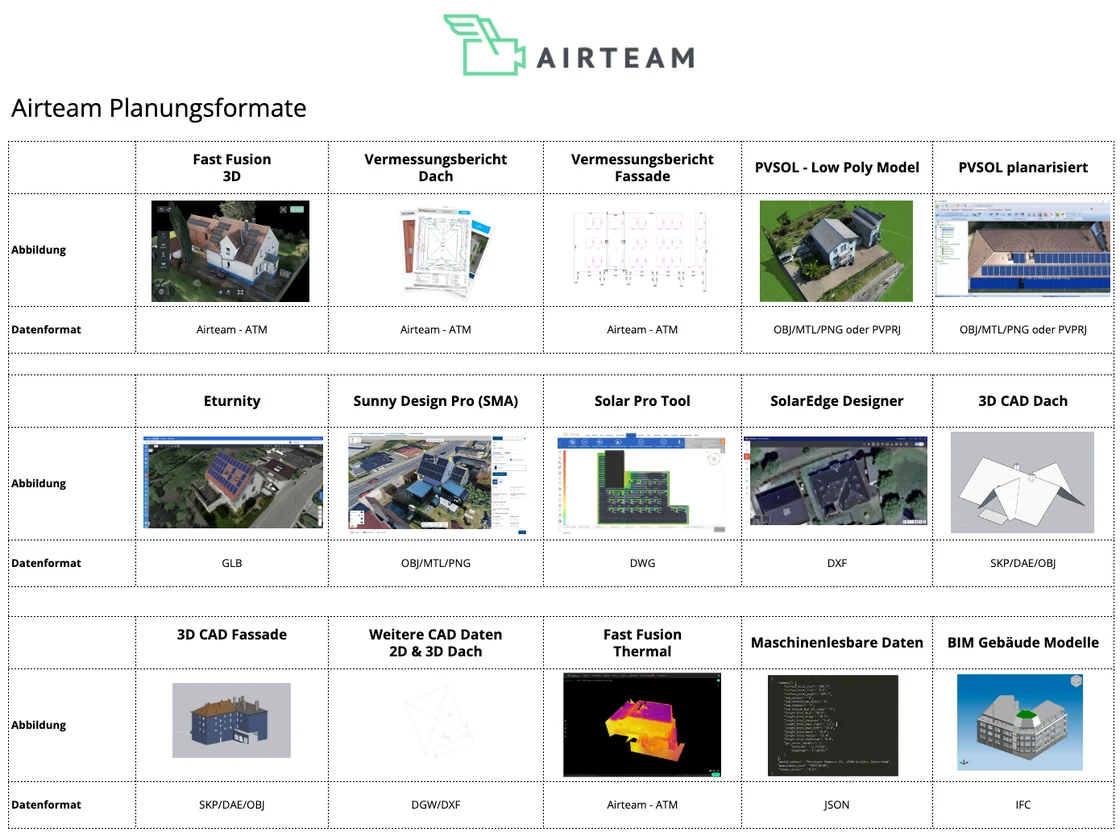 AIRTEAM
Airteam Planungsformate
Fast Fusion
3D
Vermessungsbericht
Dach
Vermessungsbericht
Fassade
PVSOL - Low Poly Model
PVSOL planarisiert
Abbildung
Datenformat
Airteam - ATM
Airteam - ATM
Airteam - ATM
OBJ/MTL/PNG oder PVPRJ
OBJ/MTL/PNG oder PVPRJ
Eturnity
Sunny Design Pro (SMA)
Solar Pro Tool
SolarEdge Designer
3D CAD Dach
Abbildung
Datenformat
GLB
OBJ/MTL/PNG
DWG
DXF
SKP/DAE/OBJ
3D CAD Fassade
Weitere CAD Daten
2D & 3D Dach
Fast Fusion
Thermal
Maschinenlesbare Daten
BIM Gebäude Modelle
Abbildung
Datenformat
SKP/DAE/OBJ
DGW/DXF
Airteam - ATM
JSON
IFC